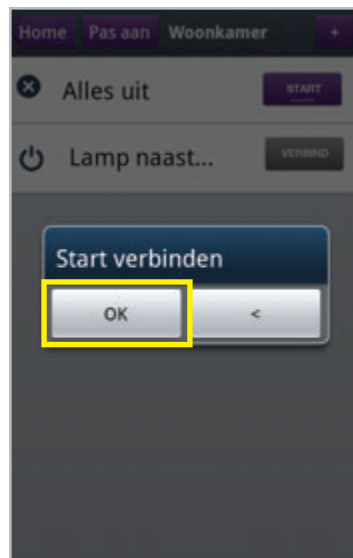 Home Pas aan Woonkamer +
Alles uit START
Lamp naast... VERBIND
Start verbinden
OK <